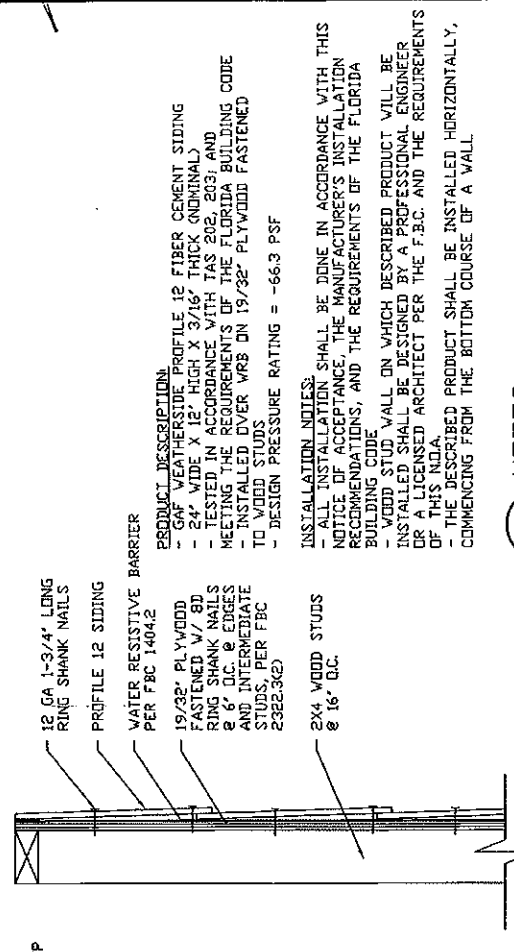 12 GA 1-3/4" LONG
RING SHANK NAILS
PROFILE 12 SIDING
WATER RESISTIVE BARRIER
PER FBC 1404.2
19/32" PLYWOOD
FASTENED W/ 8D
RING SHANK NAILS
@ 6" O.C. @ EDGES
AND INTERMEDIATE
STUDS, PER FBC
2322.3(2)
2X4 WOOD STUDS
@ 16" O.C.
P
PRODUCT DESCRIPTION:
- GAF WEATHERSIDE PROFILE 12 FIBER CEMENT SIDING
- 24" WIDE X 12" HIGH X 3/16" THICK (NOMINAL)
- TESTED IN ACCORDANCE WITH TAS 202, 203; AND
MEETING THE REQUIREMENTS OF THE FLORIDA BUILDING CODE
- INSTALLED OVER WRB ON 19/32" PLYWOOD FASTENED
TO WOOD STUDS
- DESIGN PRESSURE RATING = -66.3 PSF
INSTALLATION NOTES:
- ALL INSTALLATION SHALL BE DONE IN ACCORDANCE WITH THIS
NOTICE OF ACCEPTANCE, THE MANUFACTURER'S INSTALLATION
RECOMMENDATIONS, AND THE REQUIREMENTS OF THE FLORIDA
BUILDING CODE
- WOOD STUD WALL ON WHICH DESCRIBED PRODUCT WILL BE
INSTALLED SHALL BE DESIGNED BY A PROFESSIONAL ENGINEER
OR A LICENSED ARCHITECT PER THE F.B.C. AND THE REQUIREMENTS
OF THIS N.O.A.
- THE DESCRIBED PRODUCT SHALL BE INSTALLED HORIZONTALLY,
COMMENCING FROM THE BOTTOM COURSE OF A WALL.